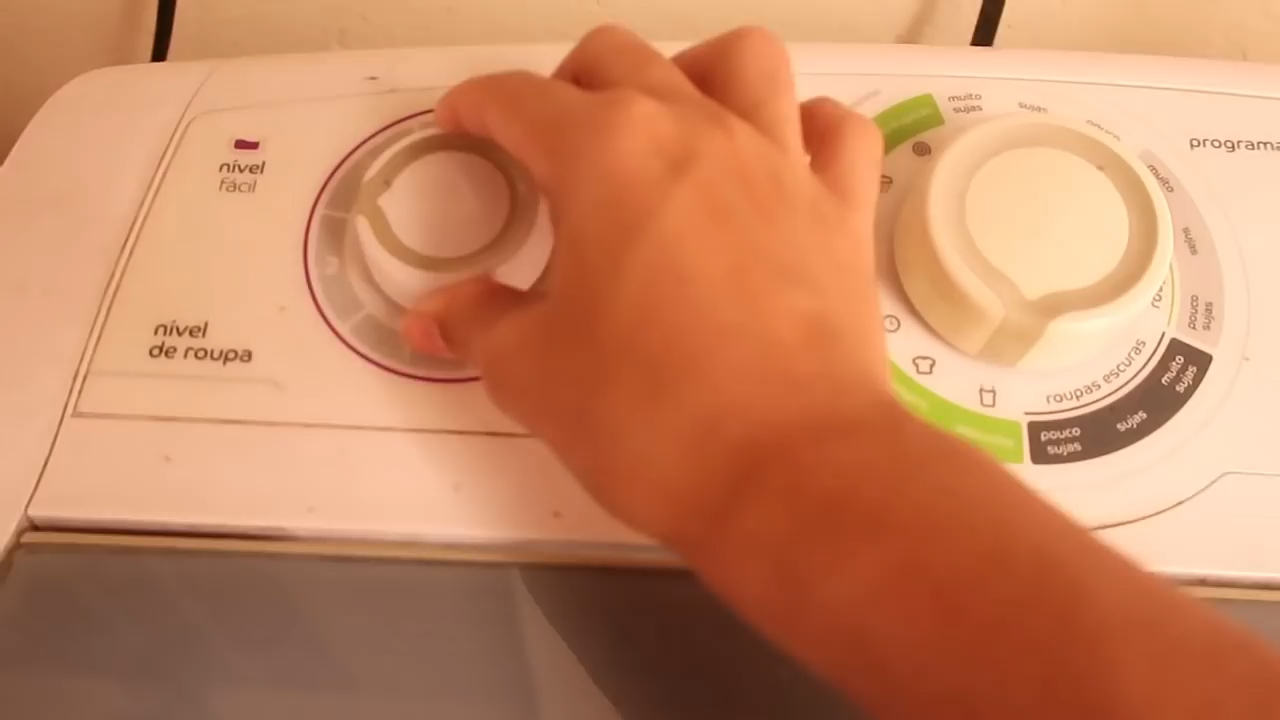 nível
fácil
nível
de roupa
muito
sujas
sujas
programa
muito
sujas
pouco
sujas
roupas escuras
muito
sujas
sujas
pouco
sujas